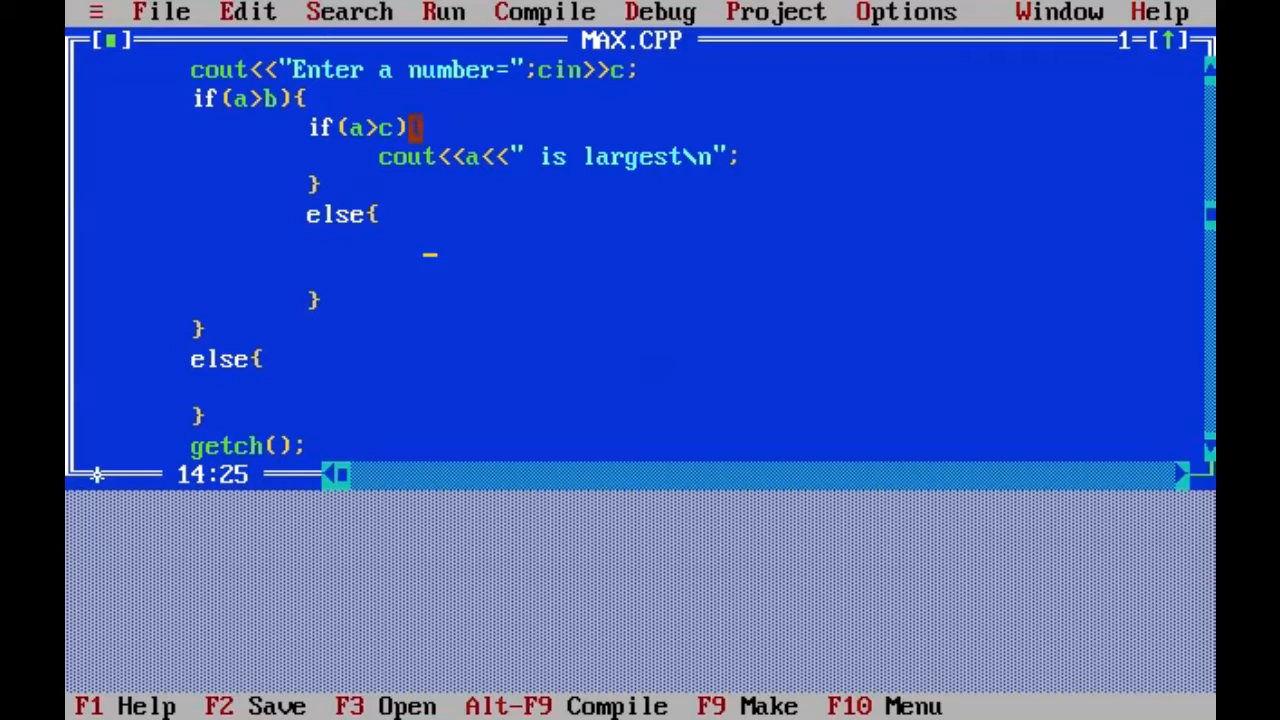 ≡ File Edit Search Run Compile Debug Project Options Window Help
[■] MAX.CPP 1=[↑]
cout<<"Enter a number=";cin>>c;
if(a>b){
if(a>c){
cout<<a<<" is largest\n";
}
else{
}
}
else{
}
getch();
14:25
F1 Help F2 Save F3 Open Alt-F9 Compile F9 Make F10 Menu